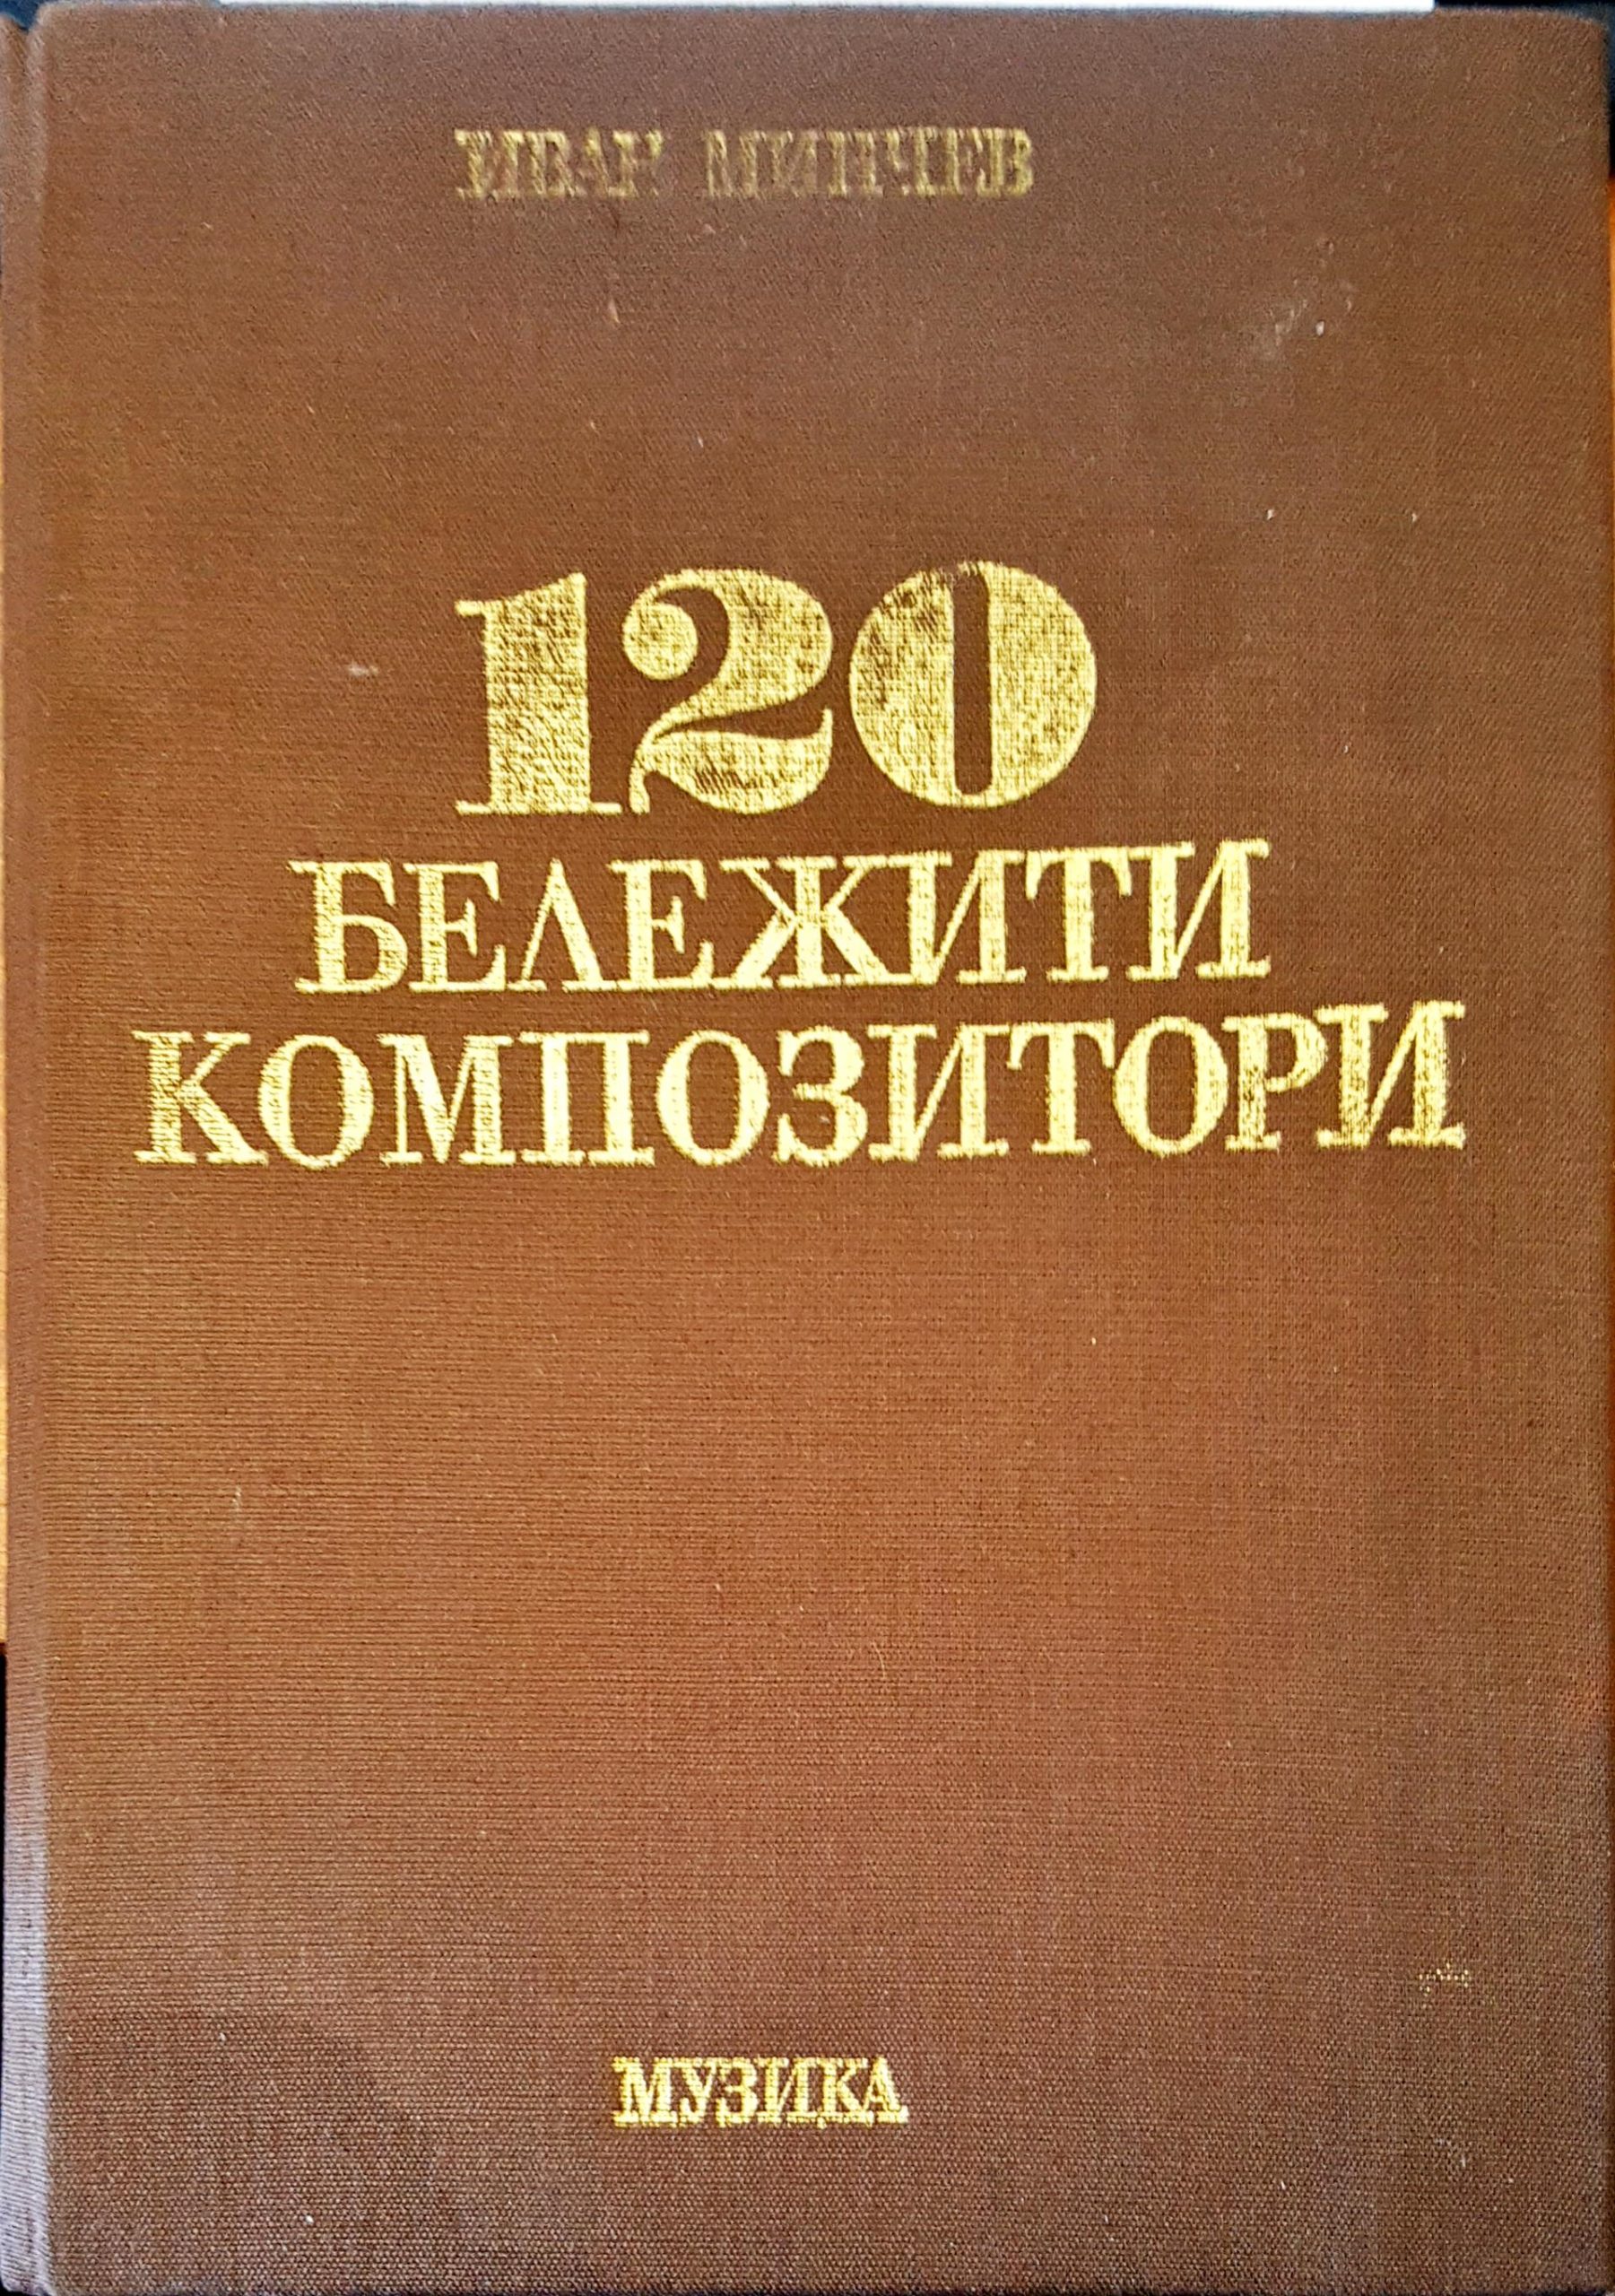 ИВАН МИНЧЕВ
120
БЕЛЕЖИТИ
КОМПОЗИТОРИ
МУЗИКА